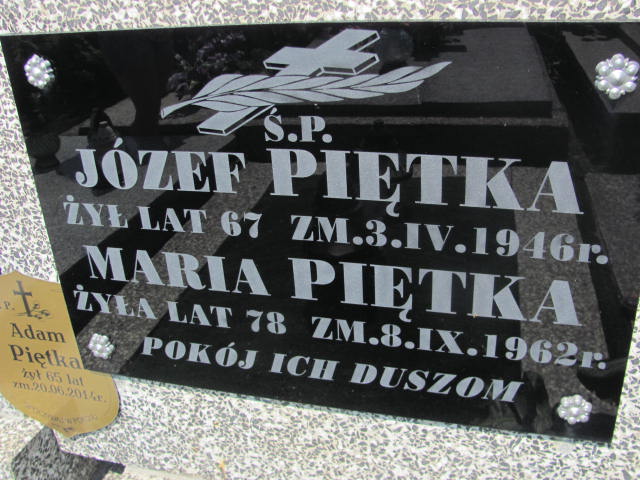 Ś.P.
JÓZEF PIĘTKA
ŻYŁ LAT 67 ZM.3.IV.1946r.
MARIA PIĘTKA
ŻYŁA LAT 78 ZM.8.IX.1962r.
POKÓJ ICH DUSZOM
P.
Adam
Piętka
żył 65 lat
zm.20.06.2014r.